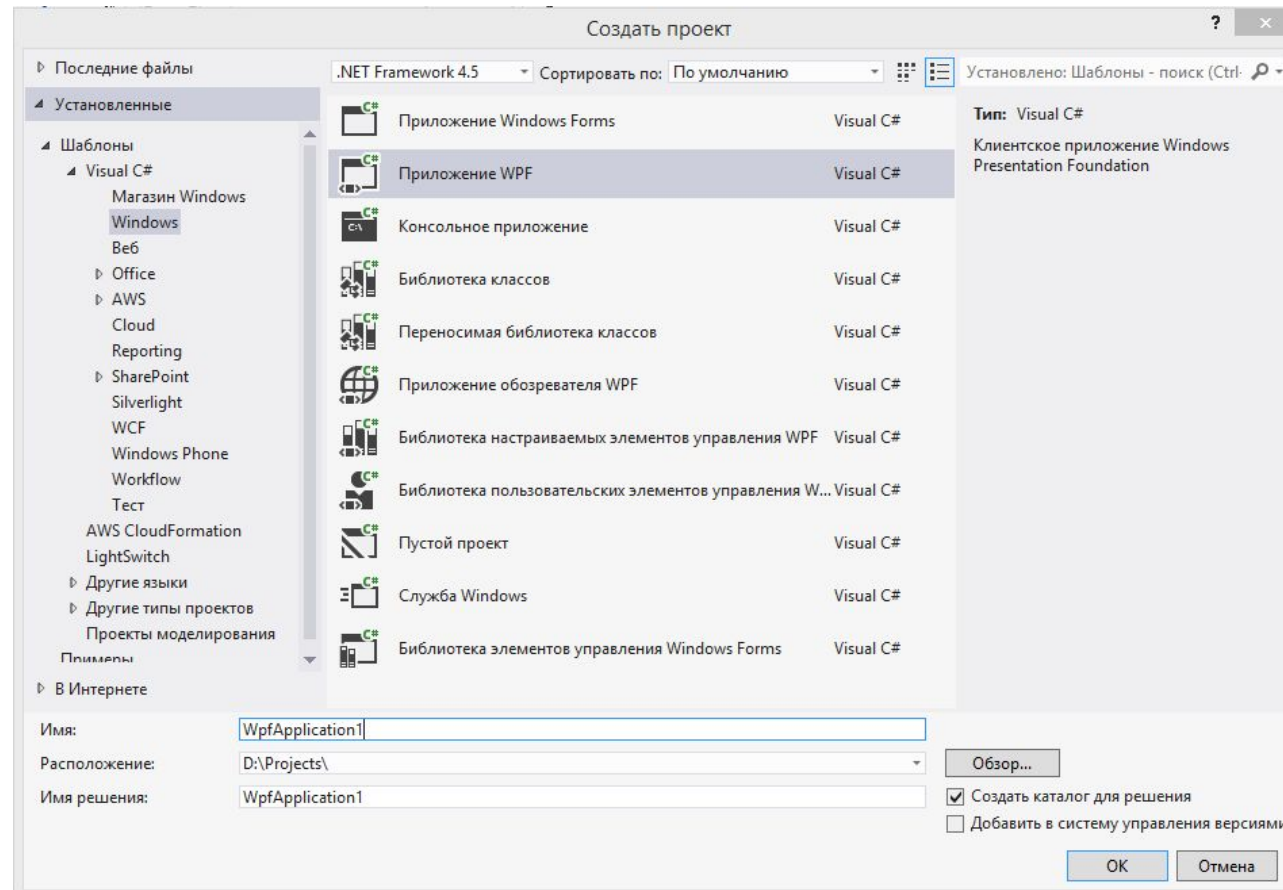 Создать проект
?
Последние файлы
.NET Framework 4.5
Сортировать по: По умолчанию
Установлено: Шаблоны - поиск (Ctrl-
Установленные
Шаблоны
Visual C#
Магазин Windows
Windows
Веб
Office
AWS
Cloud
Reporting
SharePoint
Silverlight
WCF
Windows Phone
Workflow
Тест
AWS CloudFormation
LightSwitch
Другие языки
Другие типы проектов
Проекты моделирования
Примеры
В Интернете
Приложение Windows Forms Visual C#
Приложение WPF Visual C#
Консольное приложение Visual C#
Библиотека классов Visual C#
Переносимая библиотека классов Visual C#
Приложение обозревателя WPF Visual C#
Библиотека настраиваемых элементов управления WPF Visual C#
Библиотека пользовательских элементов управления W... Visual C#
Пустой проект Visual C#
Служба Windows Visual C#
Библиотека элементов управления Windows Forms Visual C#
Тип: Visual C#
Клиентское приложение Windows
Presentation Foundation
Имя: WpfApplication1
Расположение: D:\Projects\
Обзор...
Имя решения: WpfApplication1
Создать каталог для решения
Добавить в систему управления версиями
OK
Отмена